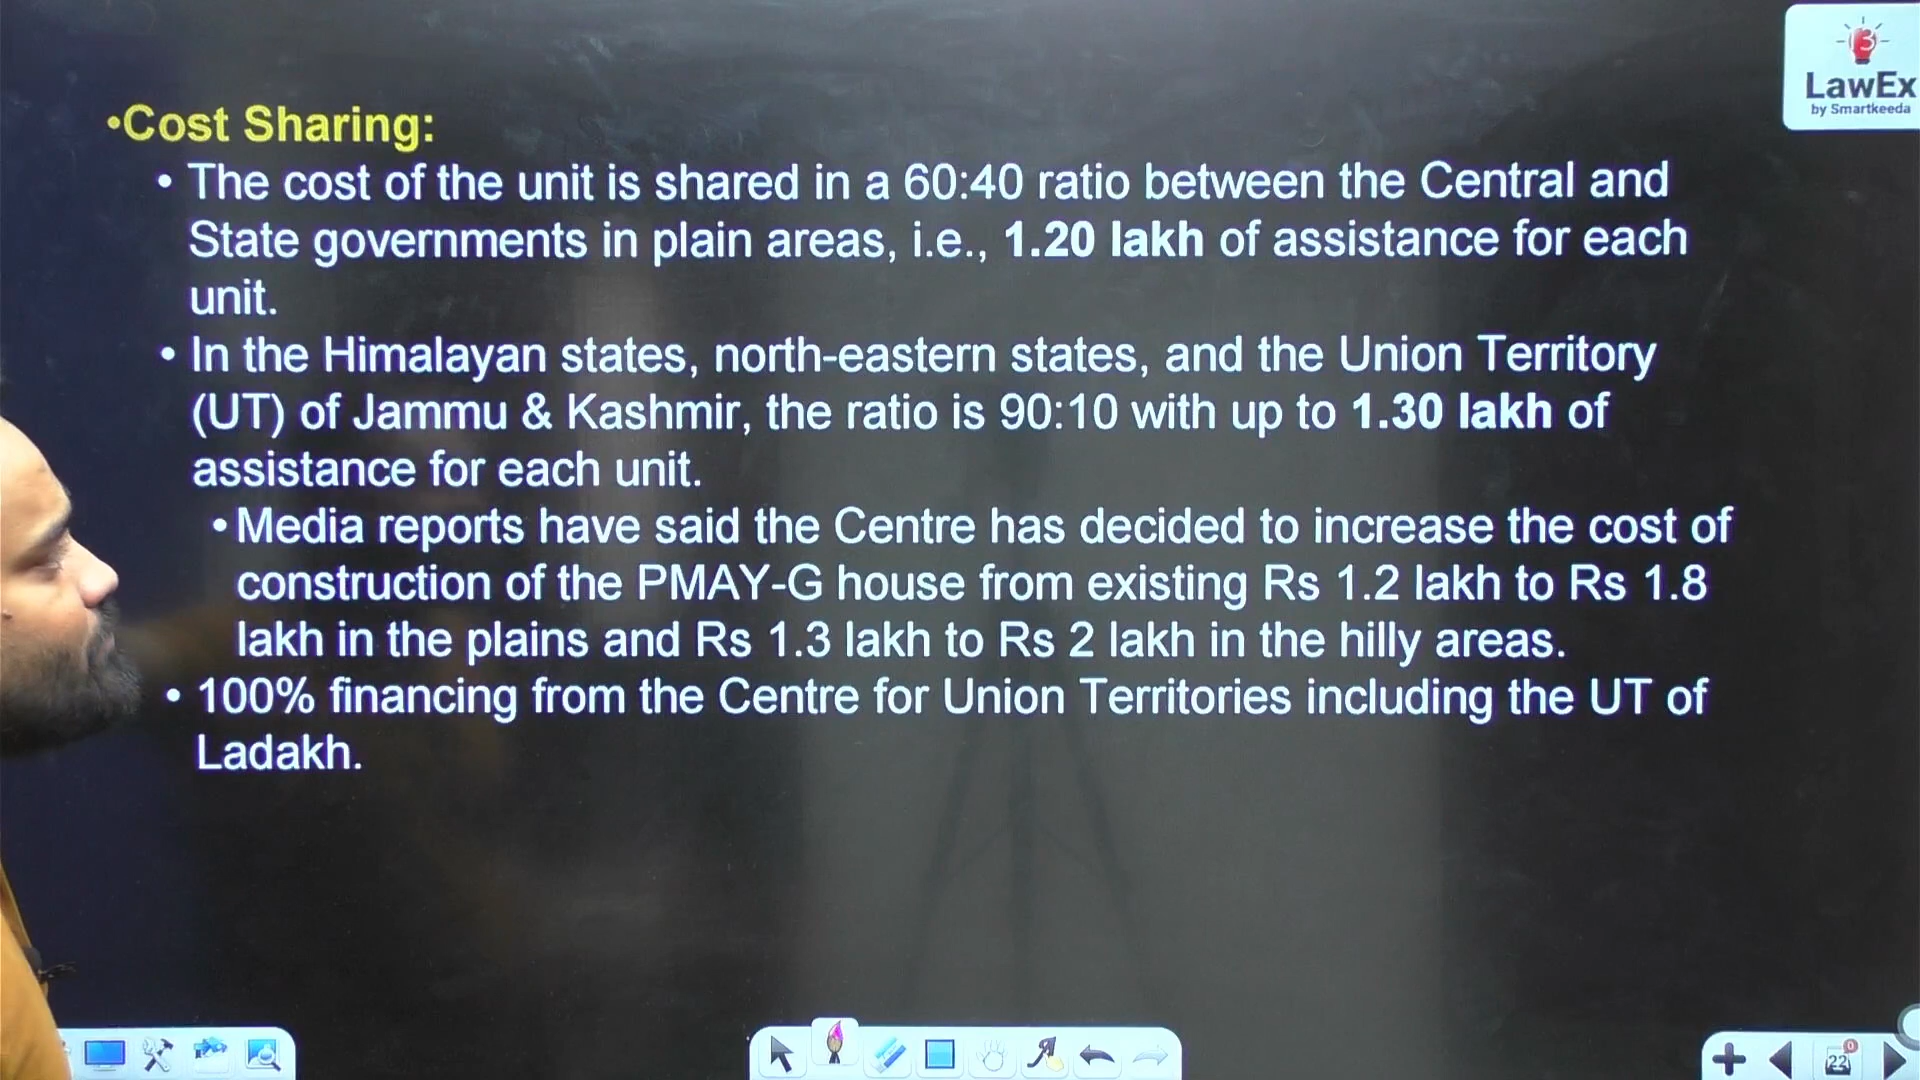 LawEx
by Smartkeeda
•Cost Sharing:
• The cost of the unit is shared in a 60:40 ratio between the Central and
State governments in plain areas, i.e., 1.20 lakh of assistance for each
unit.
• In the Himalayan states, north-eastern states, and the Union Territory
(UT) of Jammu & Kashmir, the ratio is 90:10 with up to 1.30 lakh of
assistance for each unit.
• Media reports have said the Centre has decided to increase the cost of
construction of the PMAY-G house from existing Rs 1.2 lakh to Rs 1.8
lakh in the plains and Rs 1.3 lakh to Rs 2 lakh in the hilly areas.
• 100% financing from the Centre for Union Territories including the UT of
Ladakh.
22
0